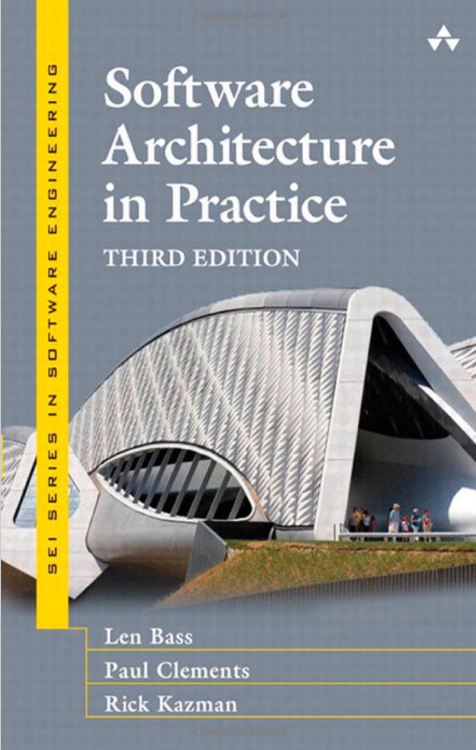 SEI SERIES IN SOFTWARE ENGINEERING
Software
Architecture
in Practice
THIRD EDITION
Len Bass
Paul Clements
Rick Kazman